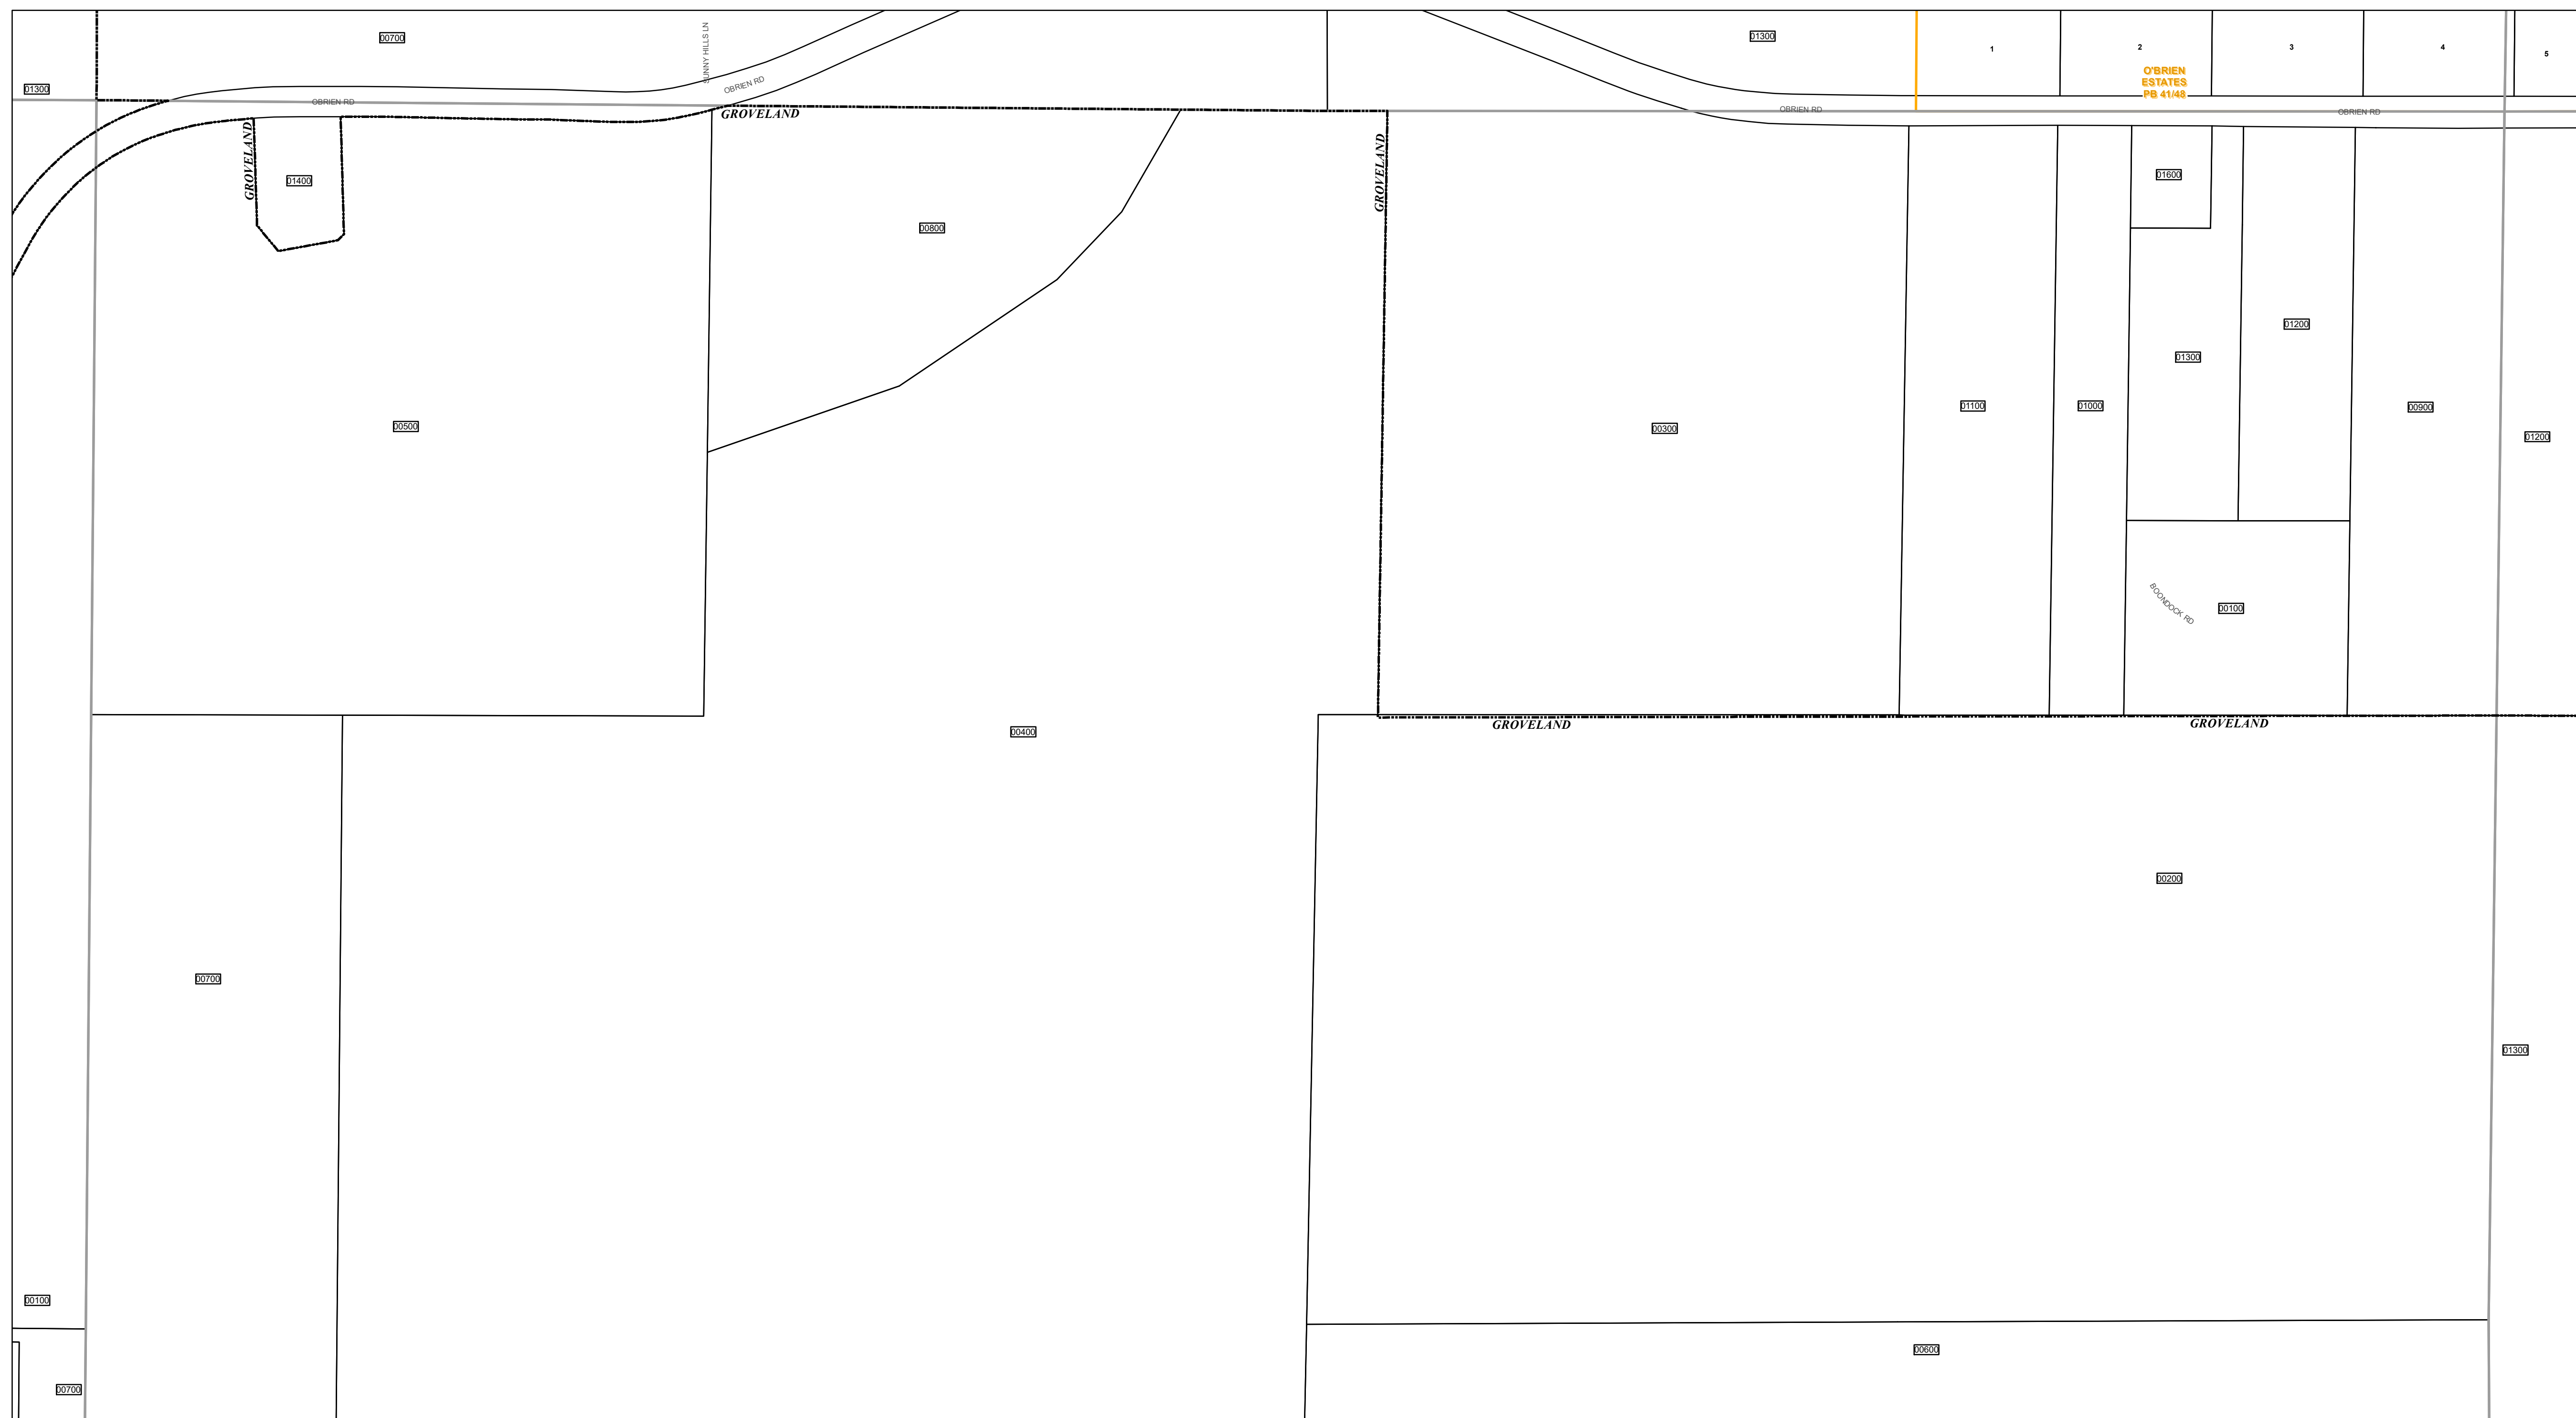 00700
SUNNY HILLS LN
01300
1
2
3
4
5
O'BRIEN
ESTATES
PB 41/48
01300
OBRIEN RD
OBRIEN RD
GROVELAND
OBRIEN RD
OBRIEN RD
GROVELAND
01400
GROVELAND
01600
00800
01200
01300
00500
00300
01100
01000
00900
01200
BOONDOCK RD
00100
00400
GROVELAND
GROVELAND
00200
00700
01300
00100
00600
00700